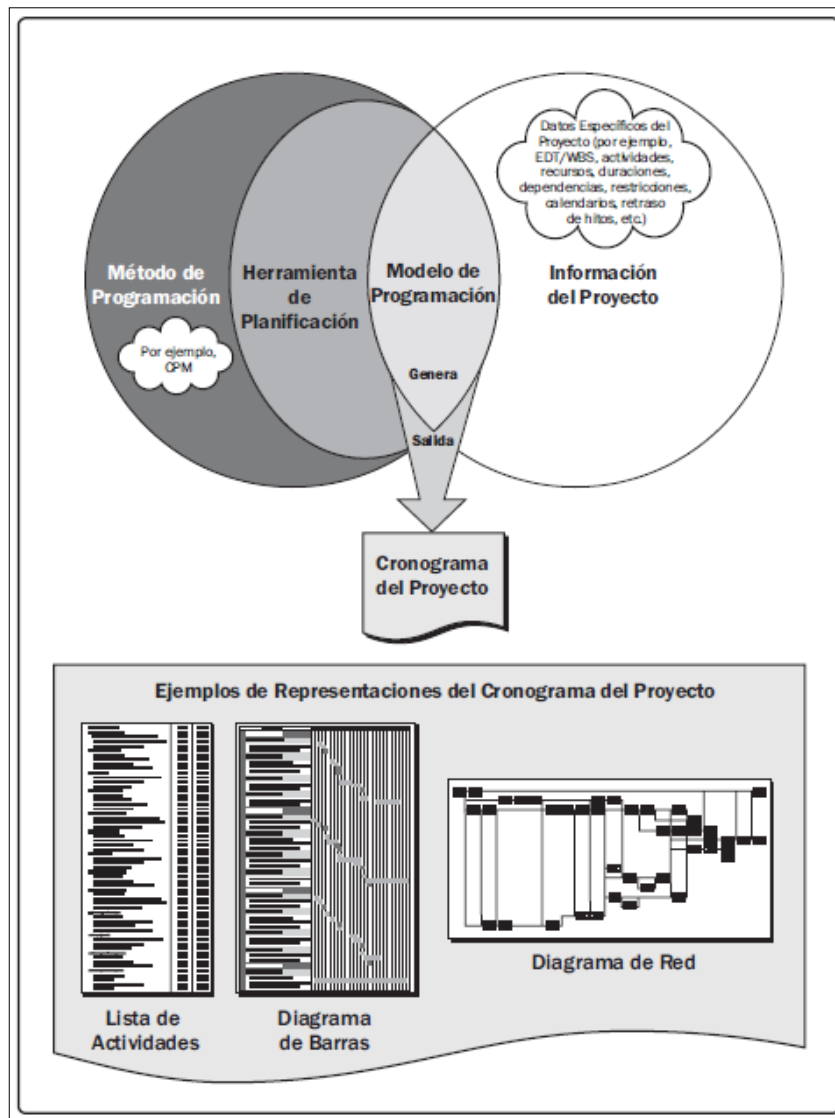 Datos Específicos del
Proyecto (por ejemplo,
EDT/WBS, actividades,
recursos, duraciones,
dependencias, restricciones,
calendarios, retraso
de hitos, etc.)
Método de
Programación
Herramienta
de
Planificación
Modelo de
Programación
Información
del Proyecto
Por ejemplo,
CPM
Genera
Salida
Cronograma
del Proyecto
Ejemplos de Representaciones del Cronograma del Proyecto
Lista de
Actividades
Diagrama
de Barras
Diagrama de Red